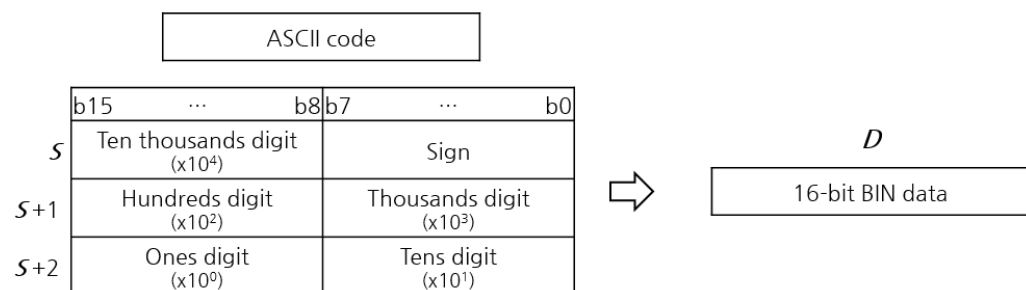 ASCII code
b15 ... b8 b7 ... b0
S Ten thousands digit Sign
(x10⁴)
D
S+1 Hundreds digit Thousands digit
(x10²) (x10³)
16-bit BIN data
S+2 Ones digit Tens digit
(x10⁰) (x10¹)